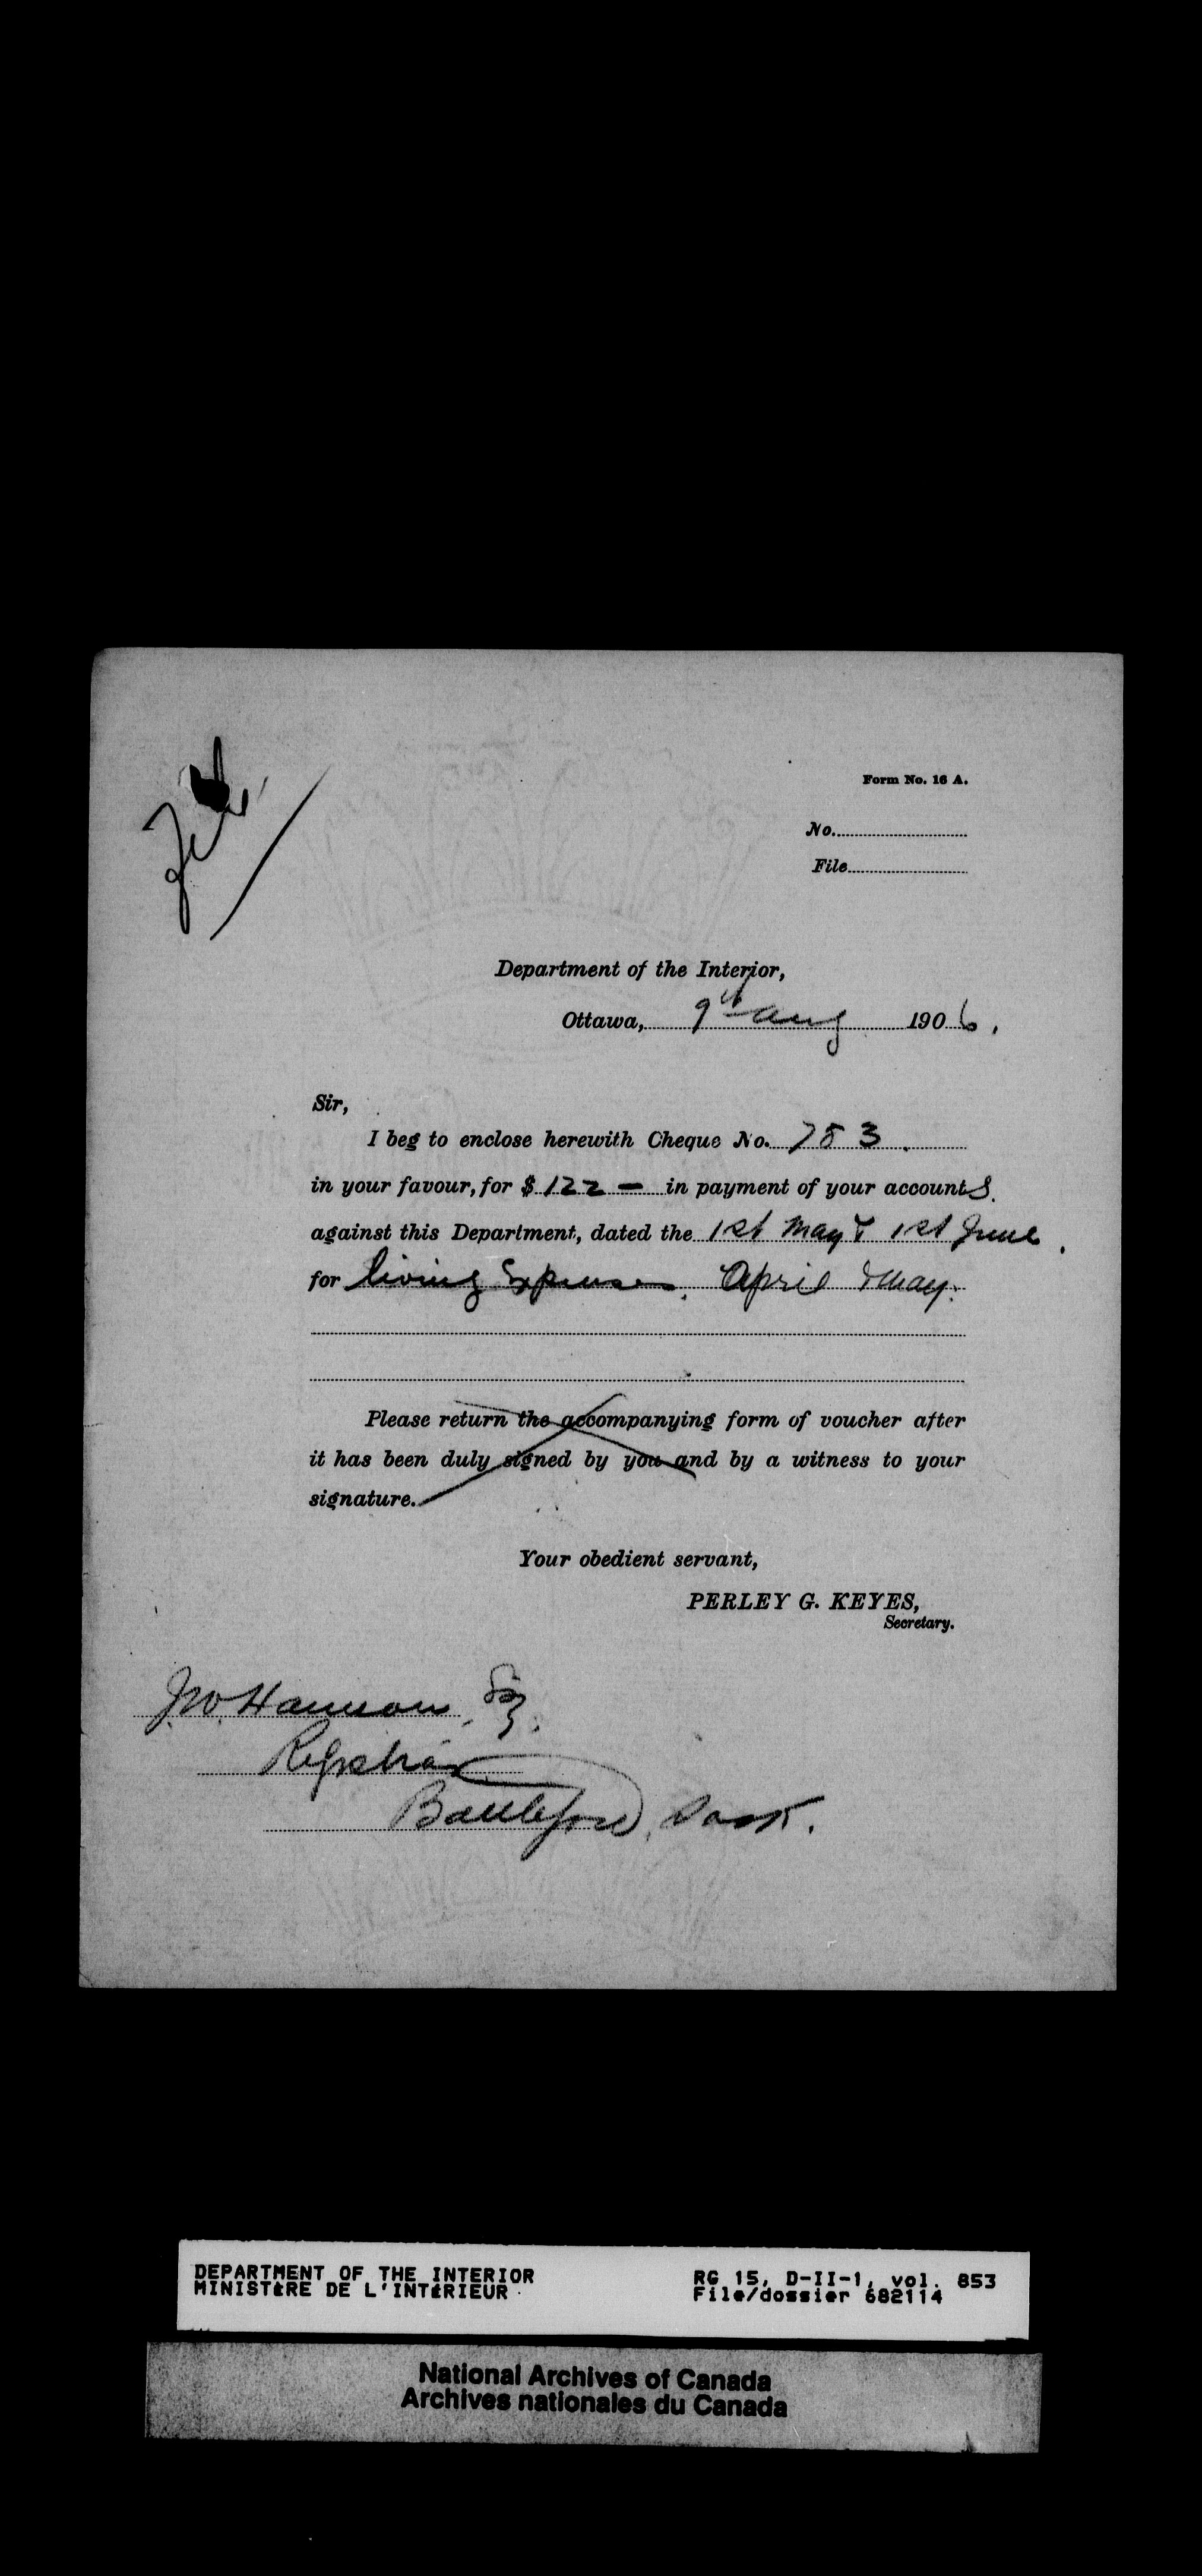 File
Form No. 16 A.
No.
File
Department of the Interior,
Ottawa, 9th Aug 1906.
Sir,
I beg to enclose herewith Cheque No. 783.
in your favour, for $ 122 — in payment of your accounts
against this Department, dated the 1st May & 1st June.
for living Expenses. April & May.
Please return the accompanying form of voucher after
it has been duly signed by you and by a witness to your
signature.
Your obedient servant,
PERLEY G. KEYES,
Secretary.
J.W. Hannon, Esq.
Registrar
Battleford, Sask.
DEPARTMENT OF THE INTERIOR RG 15, D-II-1, vol. 853
MINISTÈRE DE L'INTÉRIEUR File/dossier 682114
National Archives of Canada
Archives nationales du Canada